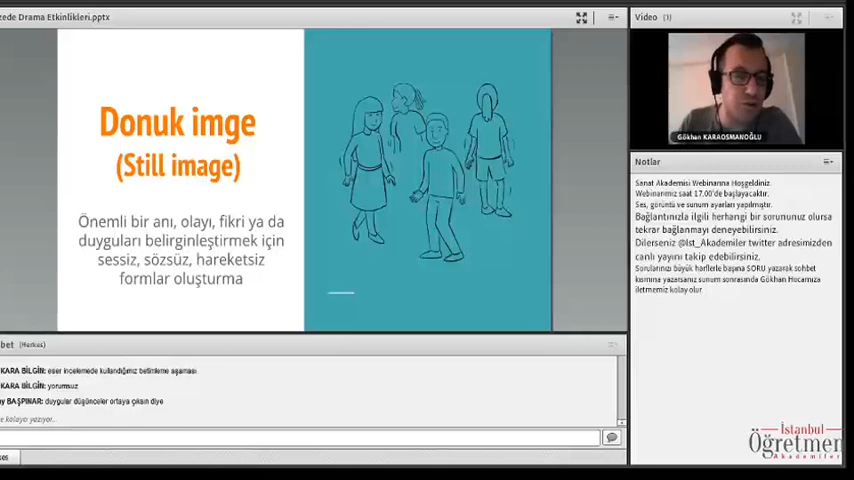 zede Drama Etkinlikleri.pptx
Donuk imge
(Still image)
Önemli bir anı, olayı, fikri ya da
duyguları belirginleştirmek için
sessiz, sözsüz, hareketsiz
formlar oluşturma
bet (Herkes)
KARA BİLGİN: eser incelemede kullandığımız betimleme aşaması
KARA BİLGİN: yorumsuz
ay BAŞPINAR: duygular düşünceler ortaya çıksın diye
e kolaycı yazıyor...
kes
Video (1)
Gökhan KARAOSMANOĞLU
Notlar
Sanat Akademisi Webinarına Hoşgeldiniz.
Webinarımız saat 17.00'de başlayacaktır.
Ses, görüntü ve sunum ayarları yapılmıştır.
Bağlantınızla ilgili herhangi bir sorununuz olursa
tekrar bağlanmayı deneyebilirsiniz.
Dilerseniz @Ist_Akademiler twitter adresimizden
canlı yayını takip edebilirsiniz.
Sorularınızı büyük harflerle başına SORU yazarak sohbet
kısmına yazarsanız sunum sonrasında Gökhan Hocamıza
iletmemiz kolay olur.
İstanbul
Öğretmen
Akademiler